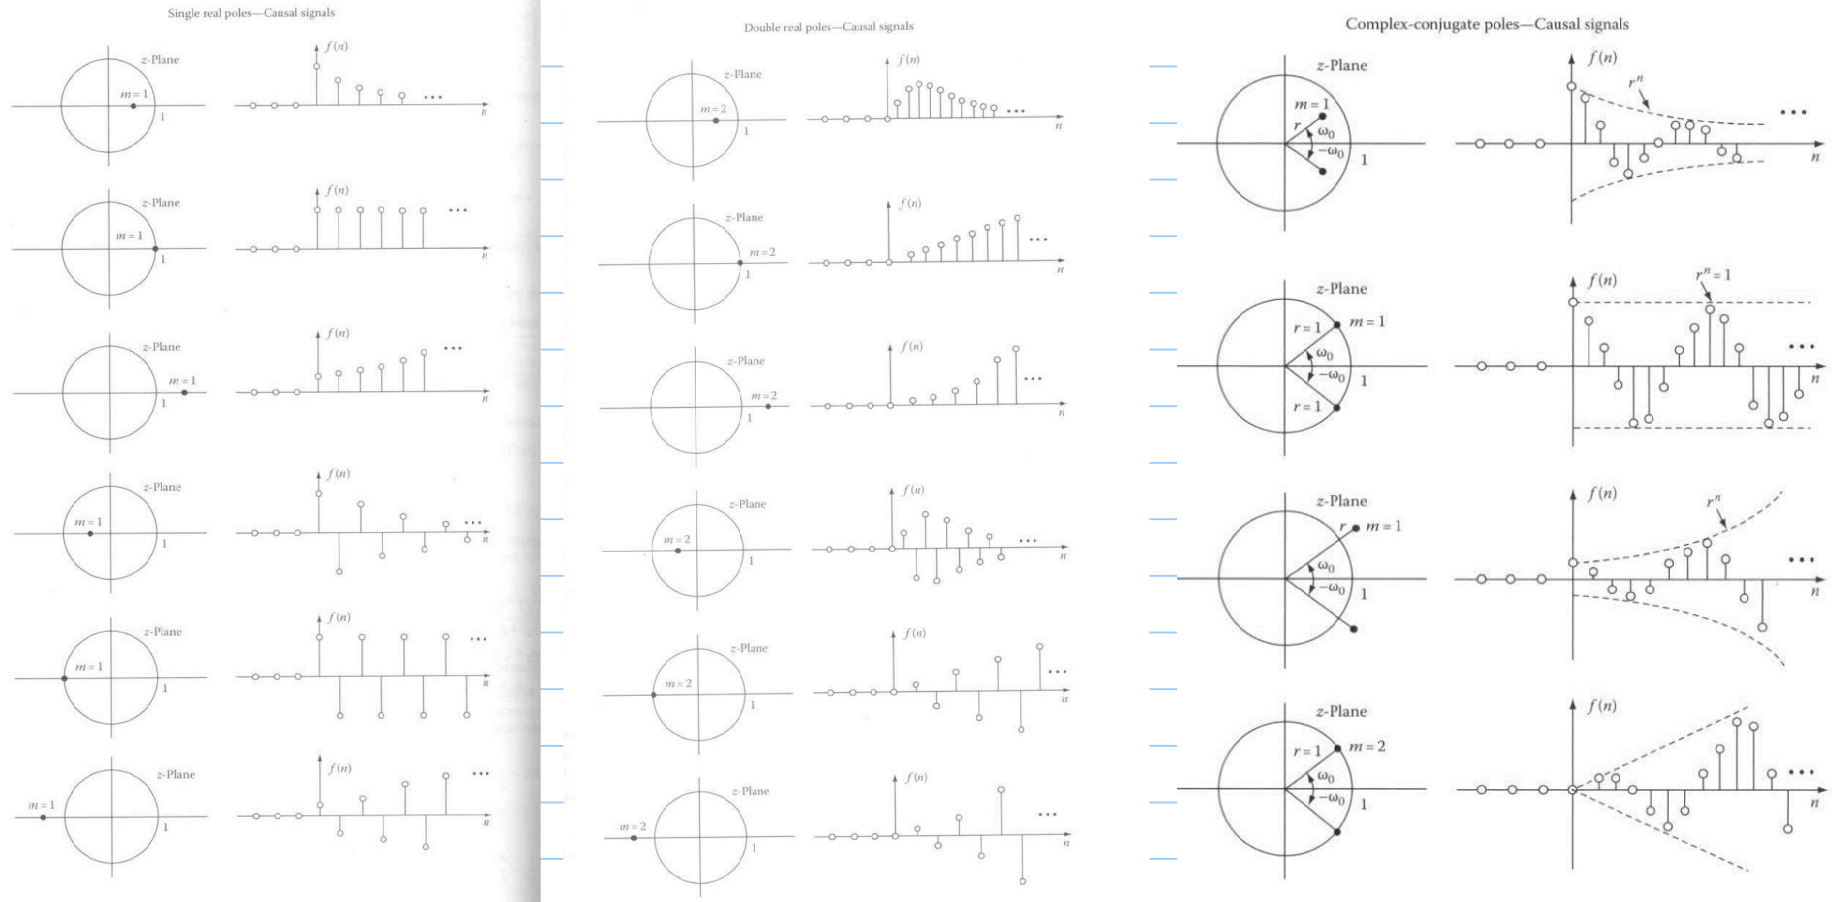 Single real poles—Causal signals
z-Plane
m = 1
1
f(n)
n
z-Plane
m = 1
1
f(n)
n
z-Plane
m = 1
1
f(n)
n
z-Plane
m = 1
1
f(n)
n
z-Plane
m = 1
1
f(n)
n
z-Plane
m = 1
1
f(n)
n
Double real poles—Causal signals
z-Plane
m = 2
1
f(n)
n
z-Plane
m = 2
1
f(n)
n
z-Plane
m = 2
1
f(n)
n
z-Plane
m = 2
1
f(n)
n
z-Plane
m = 2
1
f(n)
n
z-Plane
m = 2
1
f(n)
n
Complex-conjugate poles—Causal signals
z-Plane
m = 1
r
ω0
−ω0
1
f(n)
rⁿ
n
z-Plane
r = 1
m = 1
ω0
−ω0
1
r = 1
f(n)
rⁿ = 1
n
z-Plane
r
m = 1
ω0
−ω0
1
f(n)
rⁿ
n
z-Plane
r = 1
m = 2
ω0
−ω0
1
f(n)
n